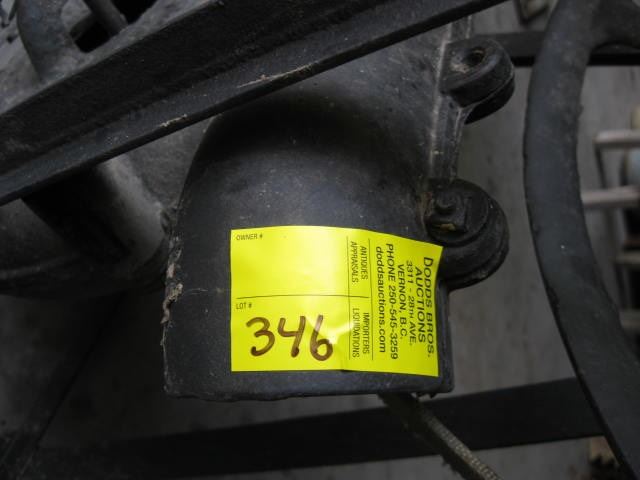 OWNER #
LOT #
346
ANTIQUES
APPRAISALS
IMPORTERS
LIQUIDATIONS
DODDS BROS.
AUCTIONS
3311 - 28TH AVE.
VERNON, B.C.
PHONE 250-545-3259
doddsauctions.com